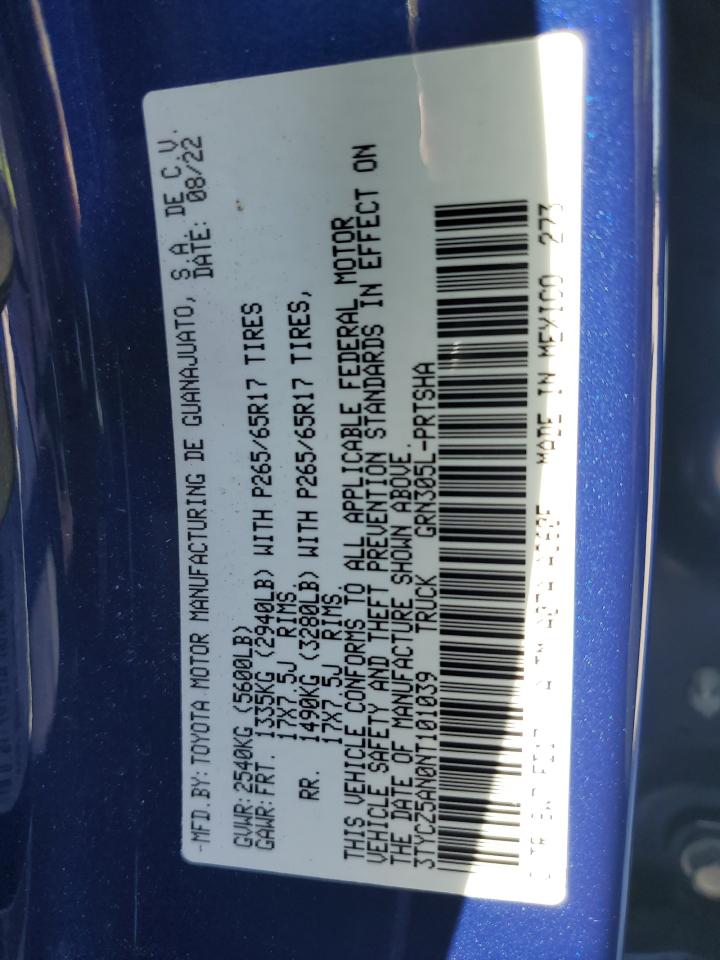 -MFD.BY:TOYOTA MOTOR MANUFACTURING DE GUANAJUATO, S.A. DE C.V.
DATE: 08/22
GVWR:2540KG (5600LB)
GAWR:FRT. 1335KG (2940LB) WITH P265/65R17 TIRES
17X7.5J RIMS.
RR. 1490KG (3280LB) WITH P265/65R17 TIRES,
17X7.5J RIMS.
THIS VEHICLE CONFORMS TO ALL APPLICABLE FEDERAL MOTOR
VEHICLE SAFETY AND THEFT PREVENTION STANDARDS IN EFFECT ON
THE DATE OF MANUFACTURE SHOWN ABOVE.
3TYCZ5AN0NT101039 TRUCK GRN305L-PRTSHA
MADE IN MEXICO 273